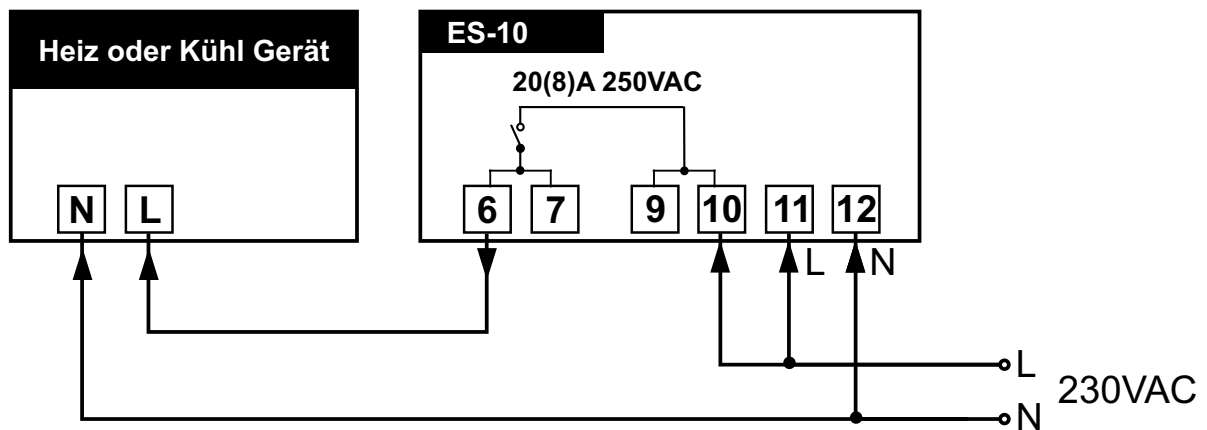 Heiz oder Kühl Gerät
ES-10
20(8)A 250VAC
N L
6 7 9 10 11 12
L N
L
230VAC
N